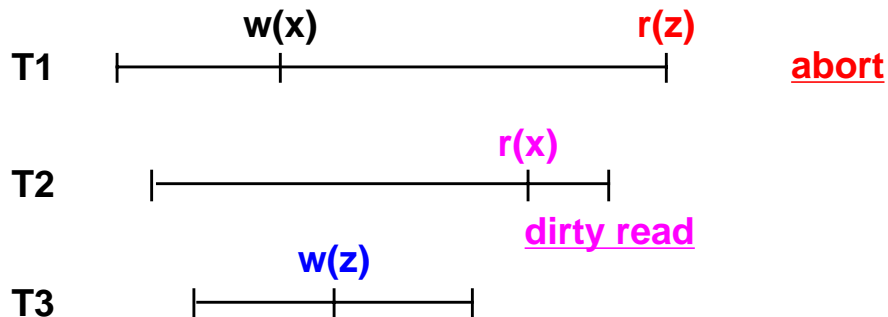 w(x) r(z)
T1 abort
r(x)
T2
dirty read
w(z)
T3